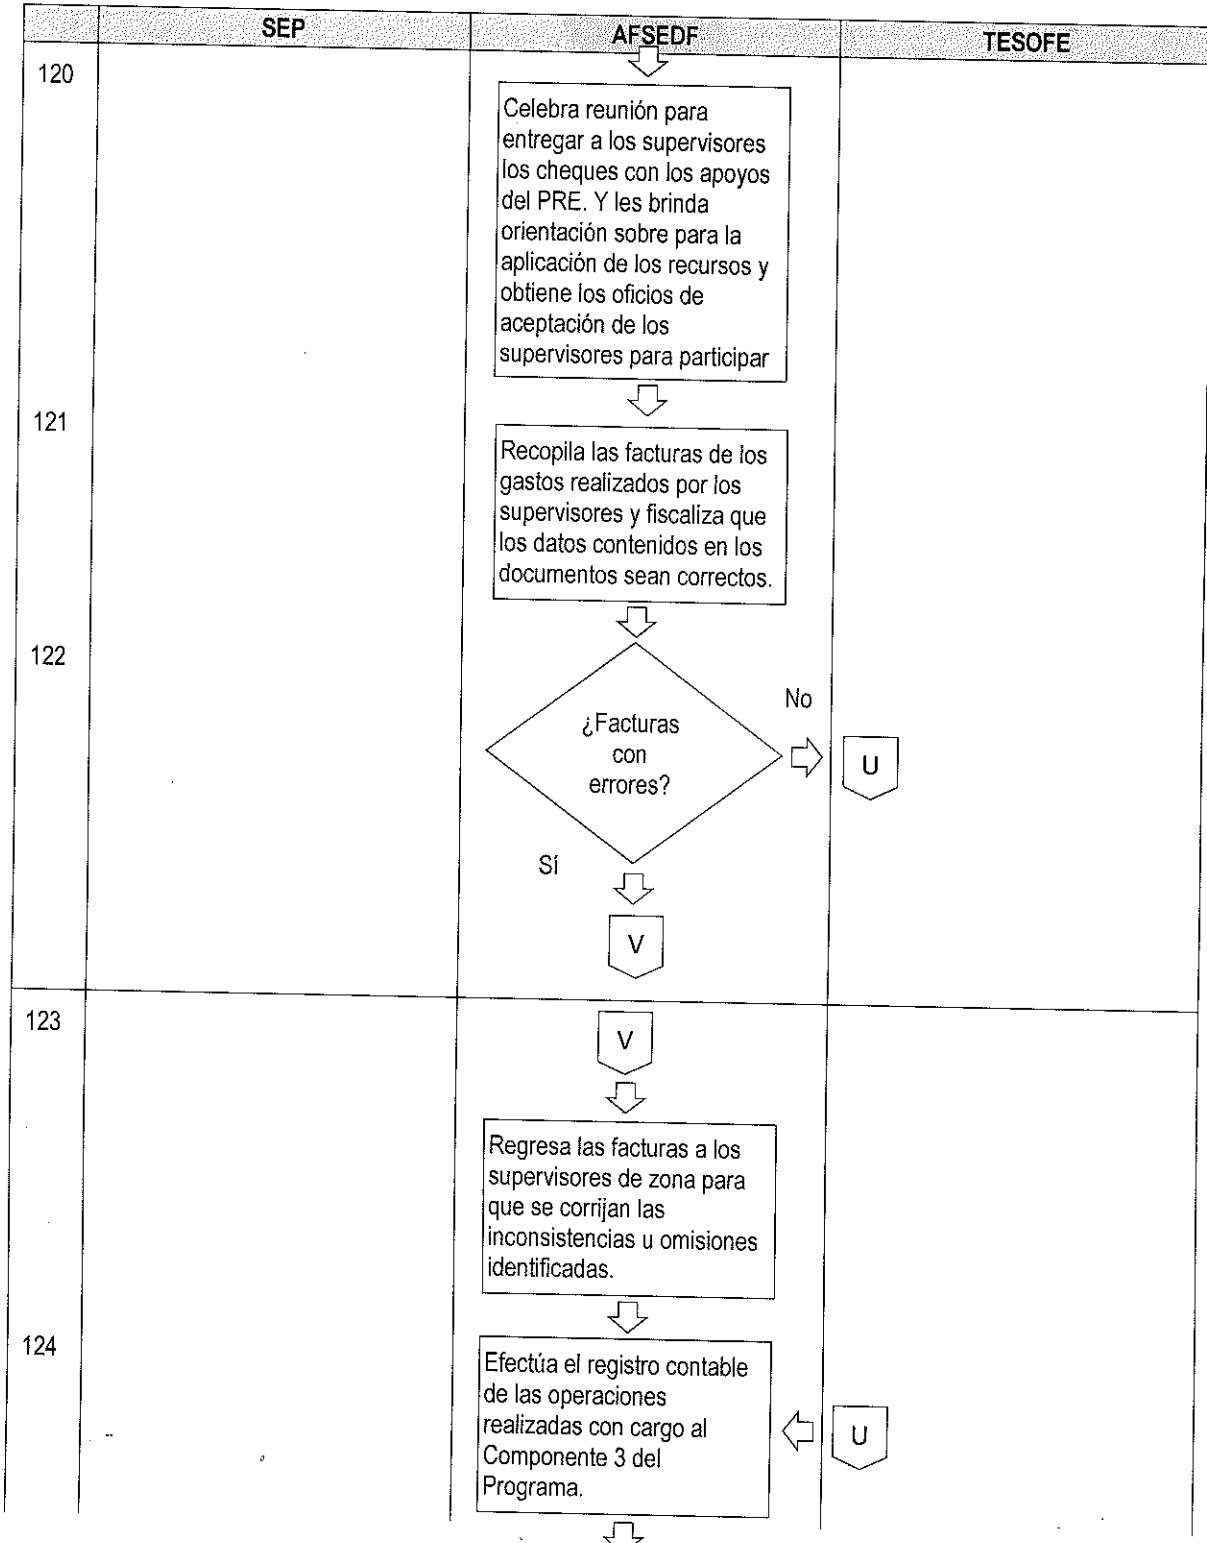 SEP AFSEDF TESOFE
120
Celebra reunión para
entregar a los supervisores
los cheques con los apoyos
del PRE. Y les brinda
orientación sobre para la
aplicación de los recursos y
obtiene los oficios de
aceptación de los
supervisores para participar
121
Recopila las facturas de los
gastos realizados por los
supervisores y fiscaliza que
los datos contenidos en los
documentos sean correctos.
122
¿Facturas
con
errores?
No
U
Sí
V
123
V
Regresa las facturas a los
supervisores de zona para
que se corrijan las
inconsistencias u omisiones
identificadas.
124
Efectúa el registro contable
de las operaciones
realizadas con cargo al
Componente 3 del
Programa.
U